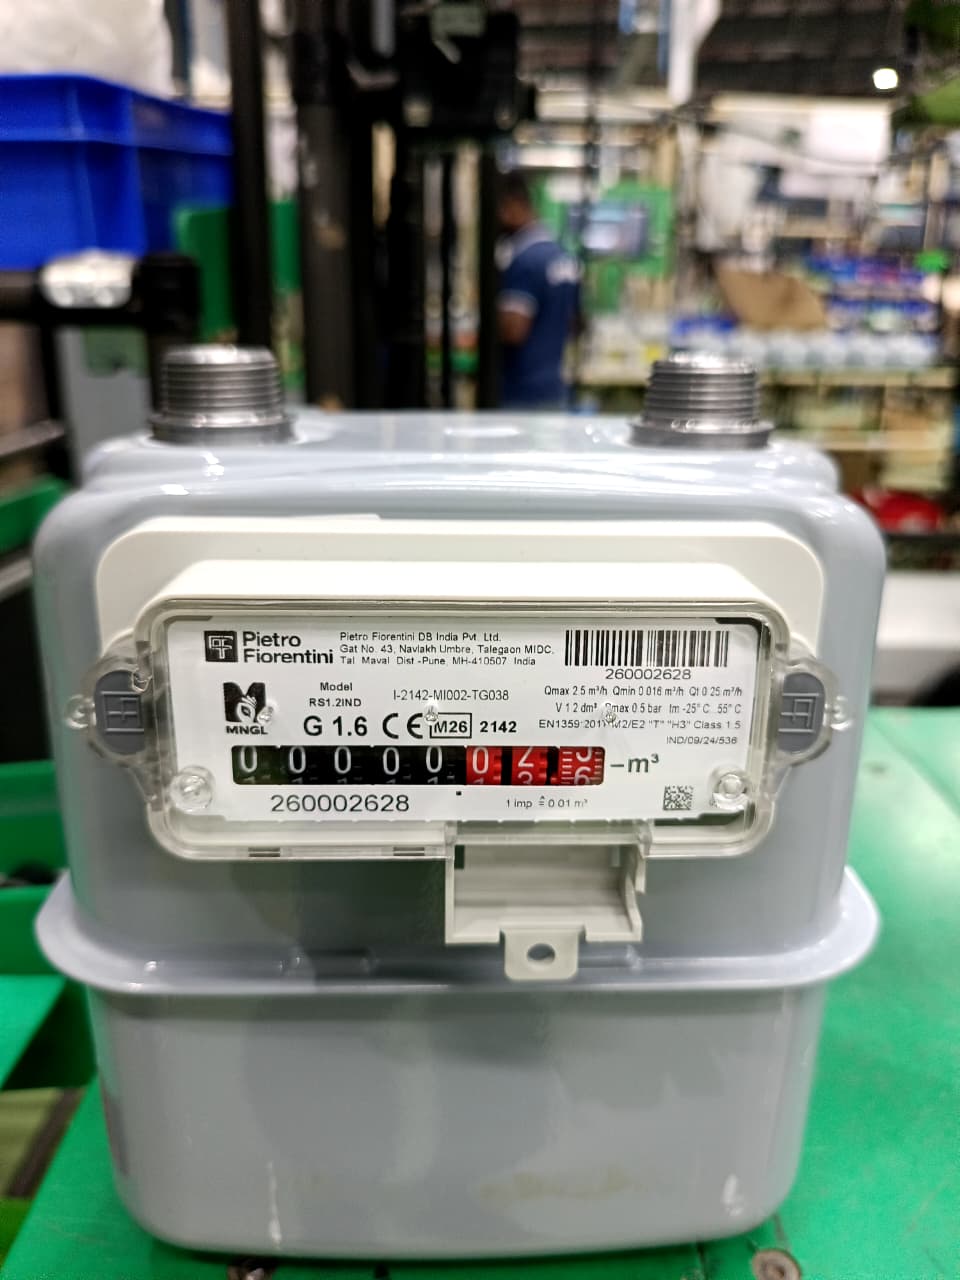 Pietro
Fiorentini
Pietro Fiorentini DB India Pvt. Ltd.
Gat No. 43, Navlakh Umbre, Talegaon MIDC,
Tal. Maval Dist -Pune, MH-410507 India
260002628
MNGL
Model
RS1.2IND
I-2142-MI002-TG038
G 1.6 CE M26 2142
Qmax 2.5 m³/h Qmin 0.016 m³/h Qt 0.25 m³/h
V 1.2 dm³ Pmax 0.5 bar tm -25° C..55° C
M2/E2 "T" "H3" Class 1.5
IND/09/24/536
0 0 0 0 0 0 2 m³
260002628
1 imp ≙ 0.01 m³